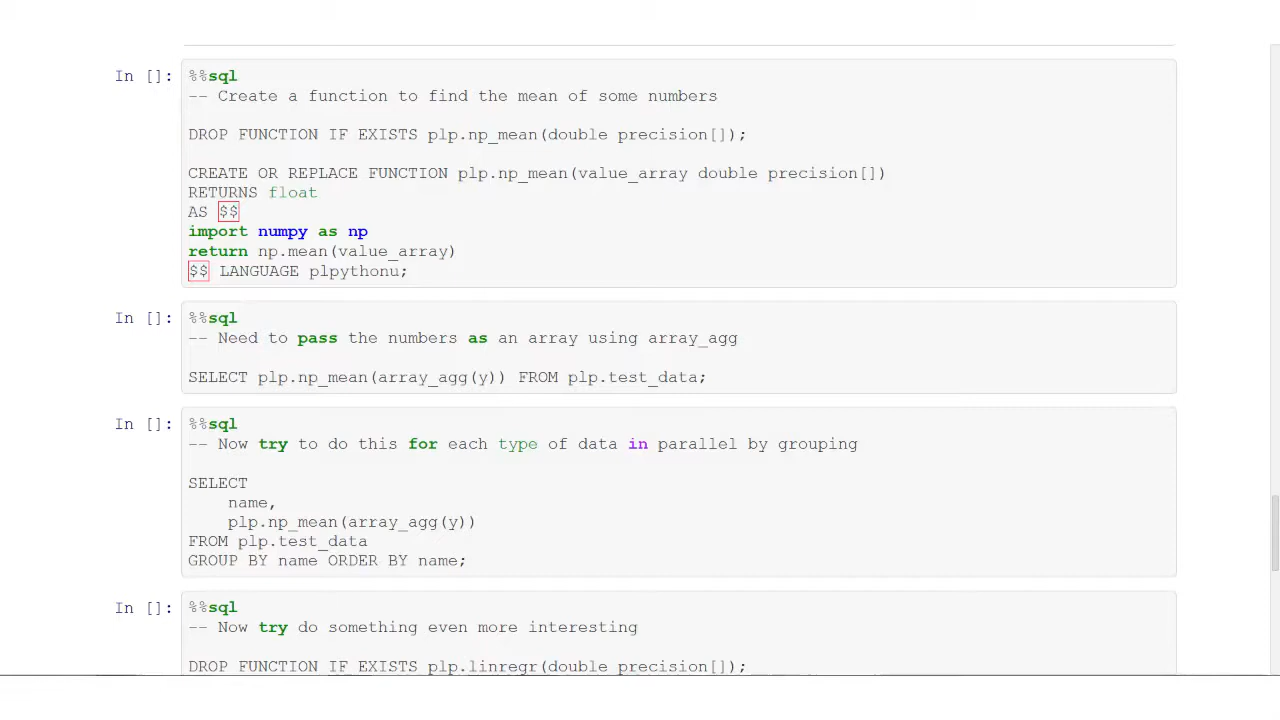 In []: %%sql
-- Create a function to find the mean of some numbers
DROP FUNCTION IF EXISTS plp.np_mean(double precision[]);
CREATE OR REPLACE FUNCTION plp.np_mean(value_array double precision[])
RETURNS float
AS $$
import numpy as np
return np.mean(value_array)
$$ LANGUAGE plpythonu;
In []: %%sql
-- Need to pass the numbers as an array using array_agg
SELECT plp.np_mean(array_agg(y)) FROM plp.test_data;
In []: %%sql
-- Now try to do this for each type of data in parallel by grouping
SELECT
name,
plp.np_mean(array_agg(y))
FROM plp.test_data
GROUP BY name ORDER BY name;
In []: %%sql
-- Now try do something even more interesting
DROP FUNCTION IF EXISTS plp.linregr(double precision[]);